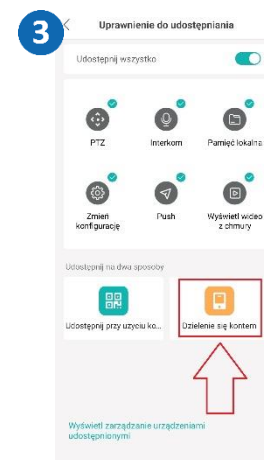 3
Uprawnienie do udostępniania
Udostępnij wszystko
PTZ
Interkom
Pamięć lokalna
Zmień
konfigurację
Push
Wyświetl wideo
z chmury
Udostępnij na dwa sposoby
Udostępnij przy użyciu ko...
Dzielenie się kontem
Wyświetl zarządzanie urządzeniami
udostępnionymi